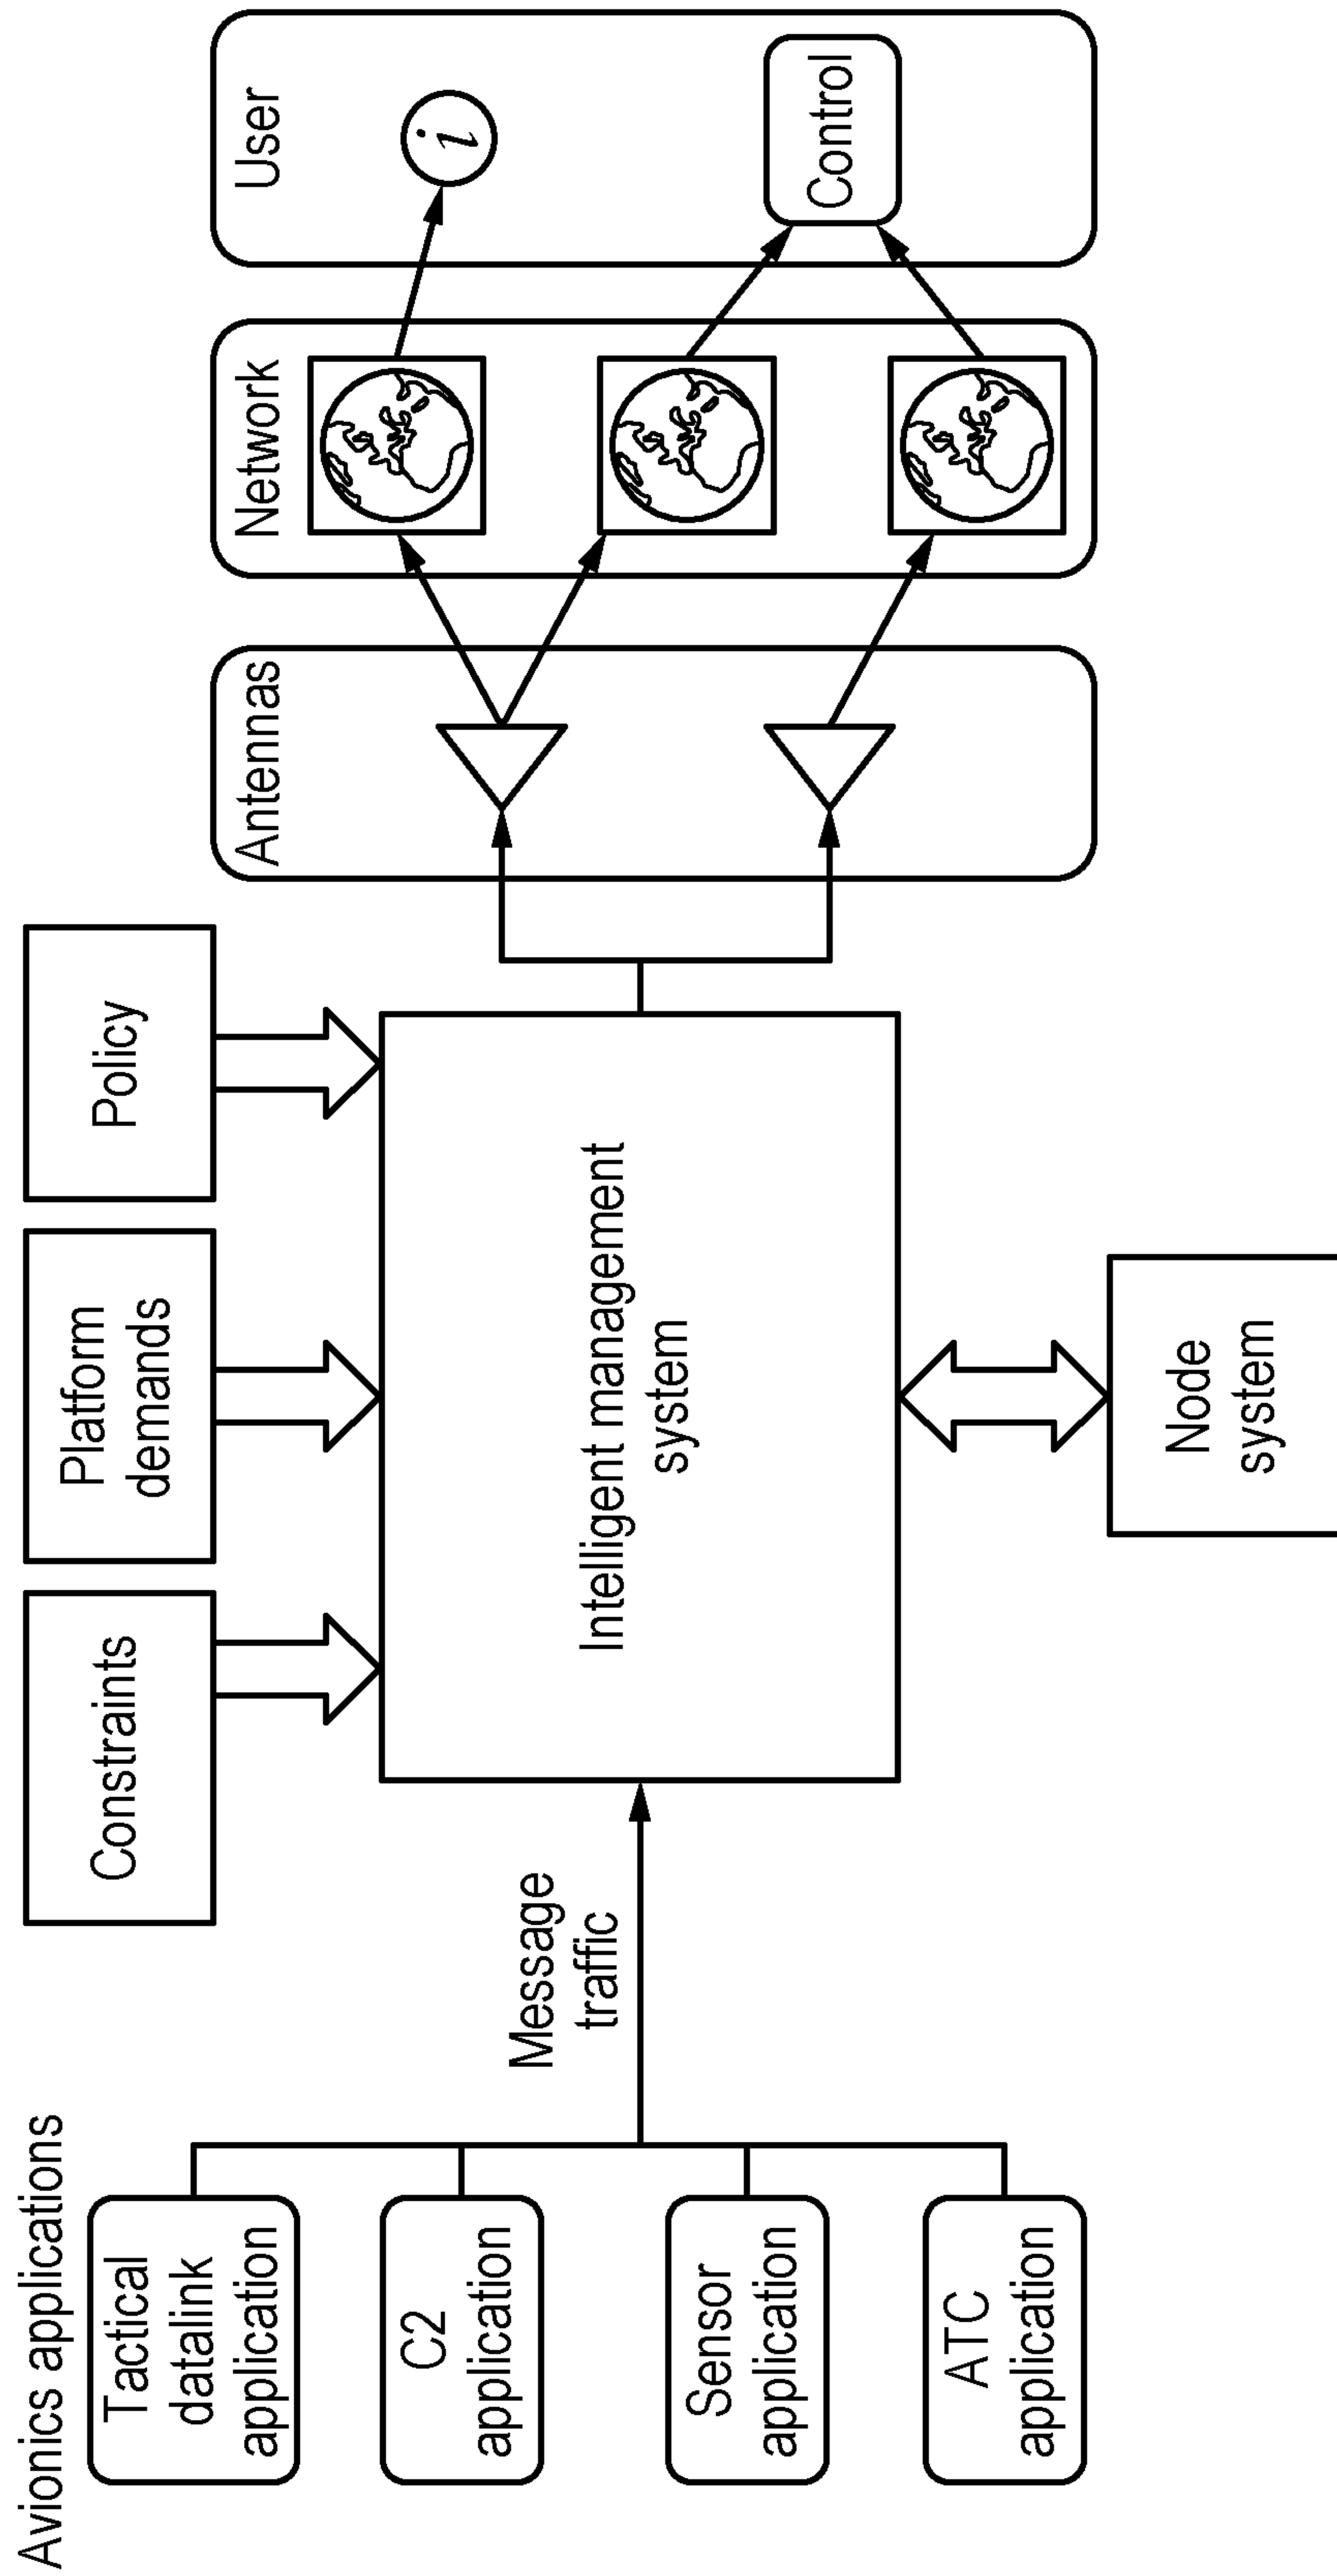 Avionics applications
Tactical
datalink
application
C2
application
Sensor
application
ATC
application
Message
traffic
Constraints
Platform
demands
Policy
Intelligent management
system
Node
system
Antennas
Network
User
i
Control